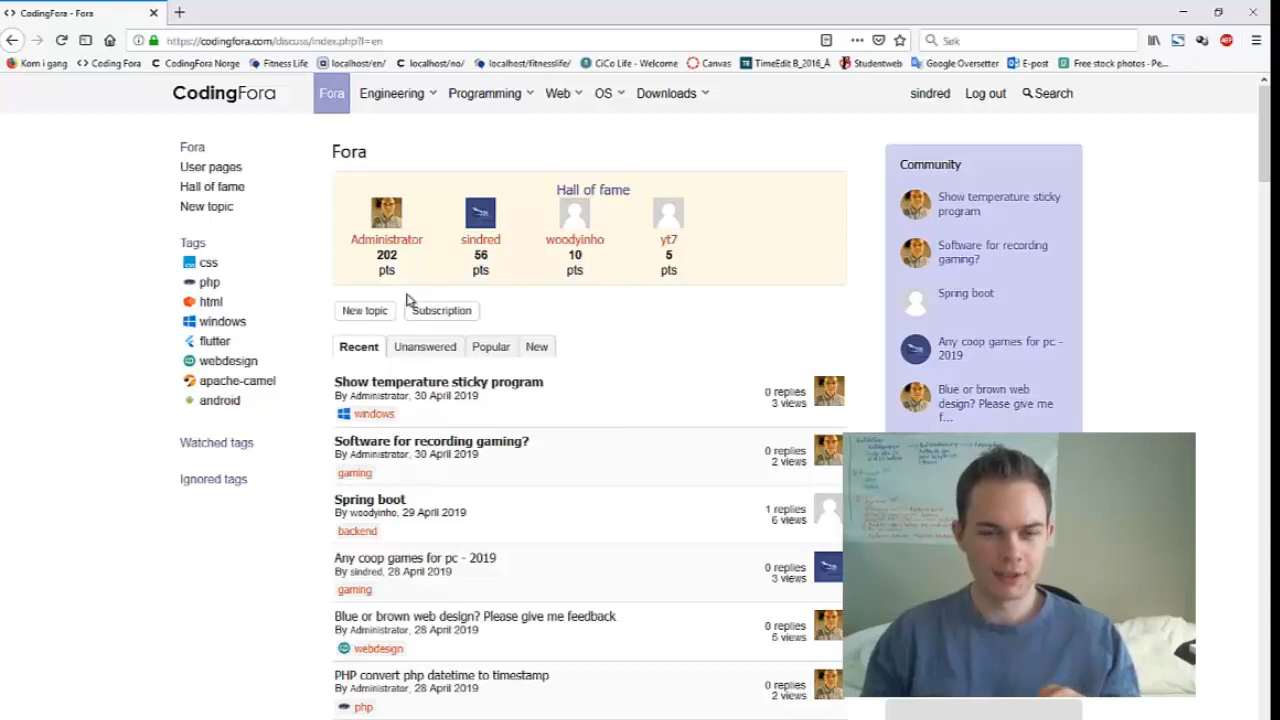 CodingFora - Fora
https://codingfora.com/discuss/index.php?l=en
Søk
Kom i gang
Coding Fora
CodingFora Norge
Fitness Life
localhost/en/
localhost/no/
localhost/fitnesslife/
CiCo Life - Welcome
Canvas
TimeEdit B_2016_A
Studentweb
Google Oversetter
E-post
Free stock photos - Pe...
CodingFora
Fora
Engineering
Programming
Web
OS
Downloads
sindred
Log out
Search
Fora
User pages
Hall of fame
New topic
Tags
css
php
html
windows
flutter
webdesign
apache-camel
android
Watched tags
Ignored tags
Fora
Hall of fame
Administrator
202
pts
sindred
56
pts
woodyinho
10
pts
yt7
5
pts
New topic
Subscription
Recent
Unanswered
Popular
New
Show temperature sticky program
By Administrator, 30 April 2019
windows
0 replies
3 views
Software for recording gaming?
By Administrator, 30 April 2019
gaming
0 replies
2 views
Spring boot
By woodyinho, 29 April 2019
backend
1 replies
6 views
Any coop games for pc - 2019
By sindred, 28 April 2019
gaming
0 replies
3 views
Blue or brown web design? Please give me feedback
By Administrator, 28 April 2019
webdesign
0 replies
5 views
PHP convert php datetime to timestamp
By Administrator, 28 April 2019
php
0 replies
2 views
Community
Show temperature sticky
program
Software for recording
gaming?
Spring boot
Any coop games for pc -
2019
Blue or brown web
design? Please give me
f...